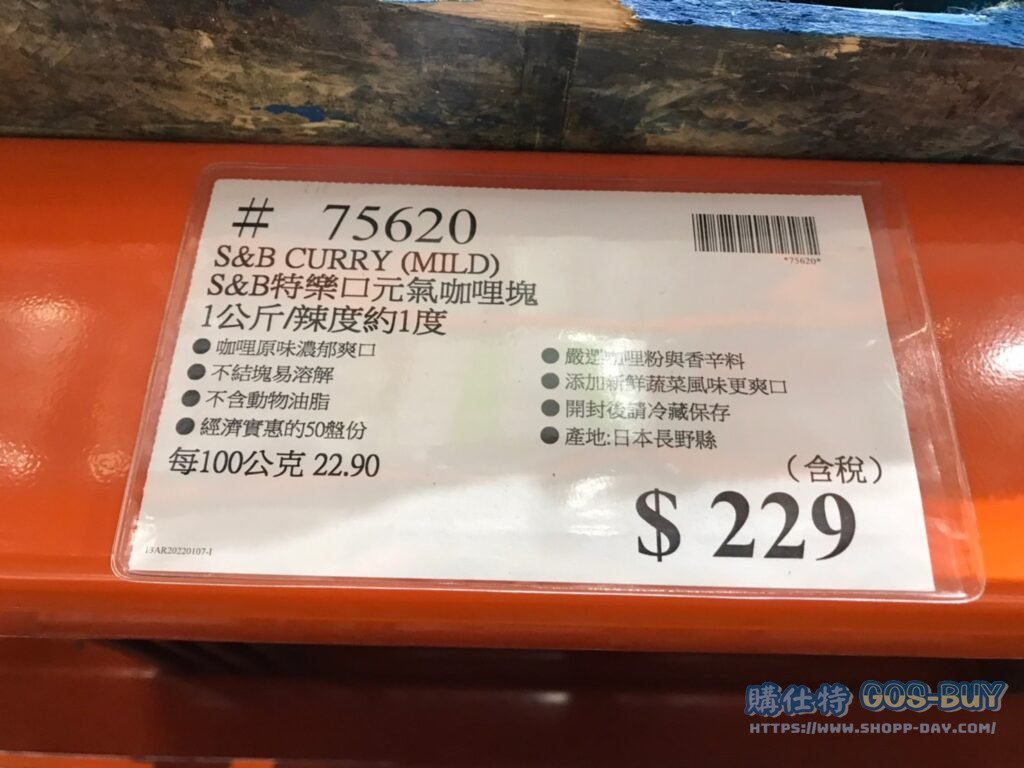 # 75620
*75620*
S&B CURRY (MILD)
S&B特樂口元氣咖哩塊
1公斤/辣度約1度
●咖哩原味濃郁爽口
●不結塊易溶解
●不含動物油脂
●經濟實惠的50盤份
●嚴選咖哩粉與香辛料
●添加新鮮蔬菜風味更爽口
●開封後請冷藏保存
●產地:日本長野縣
每100公克 22.90
(含稅)
$ 229
13AR20220107-1
購仕特 GOS-BUY
HTTPS://WWW.SHOPP-DAY.COM/